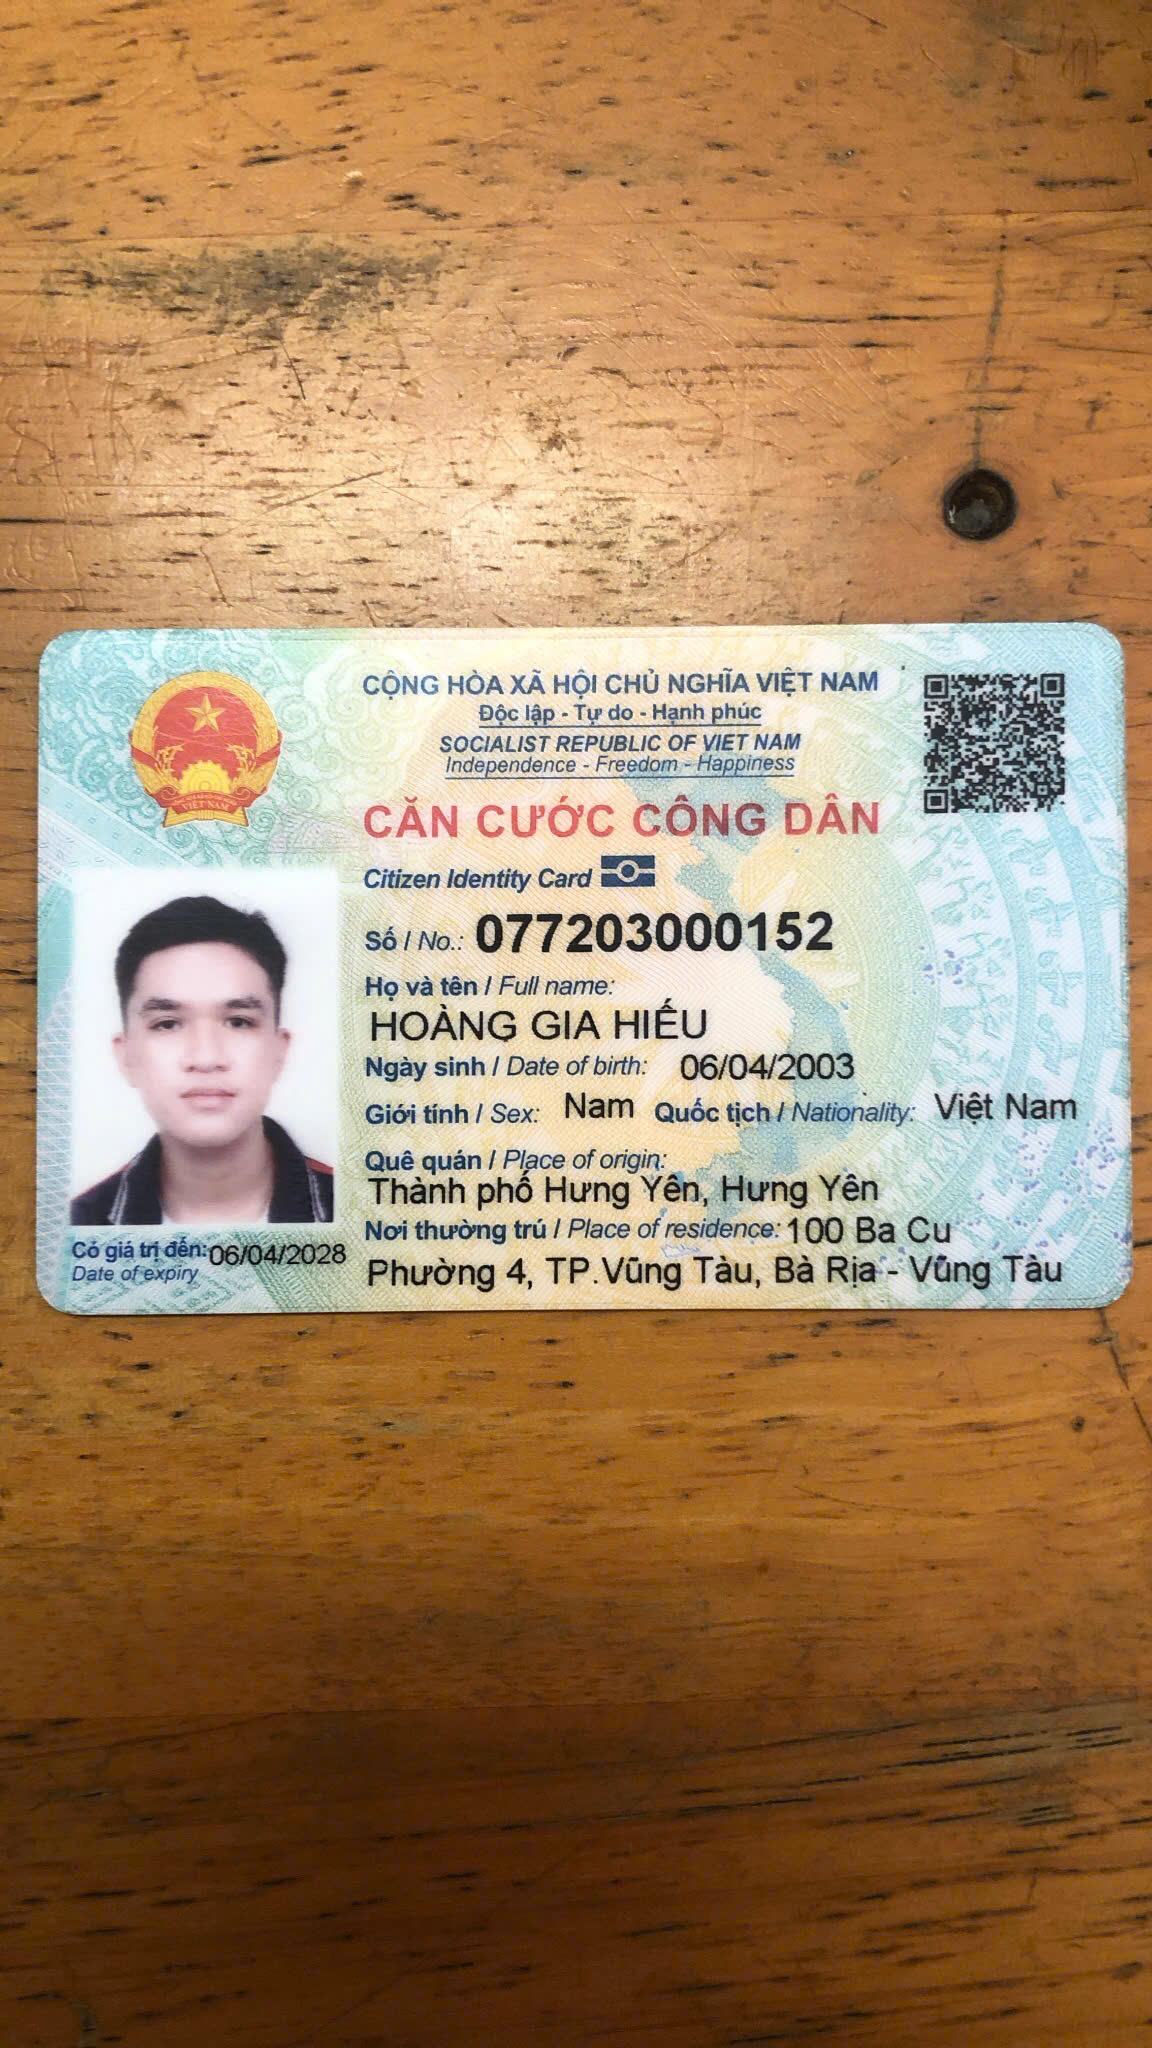 CỘNG HÒA XÃ HỘI CHỦ NGHĨA VIỆT NAM
Độc lập - Tự do - Hạnh phúc
SOCIALIST REPUBLIC OF VIET NAM
Independence - Freedom - Happiness
VIỆT NAM
CĂN CƯỚC CÔNG DÂN
Citizen Identity Card
Số / No.: 077203000152
Họ và tên / Full name:
HOÀNG GIA HIẾU
Ngày sinh / Date of birth: 06/04/2003
Giới tính / Sex: Nam Quốc tịch / Nationality: Việt Nam
Quê quán / Place of origin:
Thành phố Hưng Yên, Hưng Yên
Nơi thường trú / Place of residence: 100 Ba Cu
Phường 4, TP.Vũng Tàu, Bà Rịa - Vũng Tàu
Có giá trị đến: 06/04/2028
Date of expiry